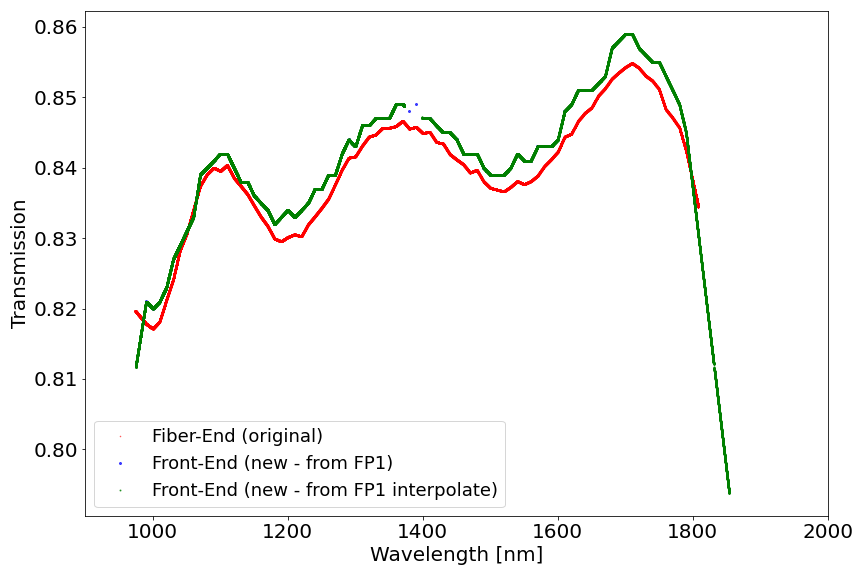 0.86
0.85
0.84
0.83
0.82
0.81
0.80
Transmission
Fiber-End (original)
Front-End (new - from FP1)
Front-End (new - from FP1 interpolate)
1000 1200 1400 1600 1800 2000
Wavelength [nm]